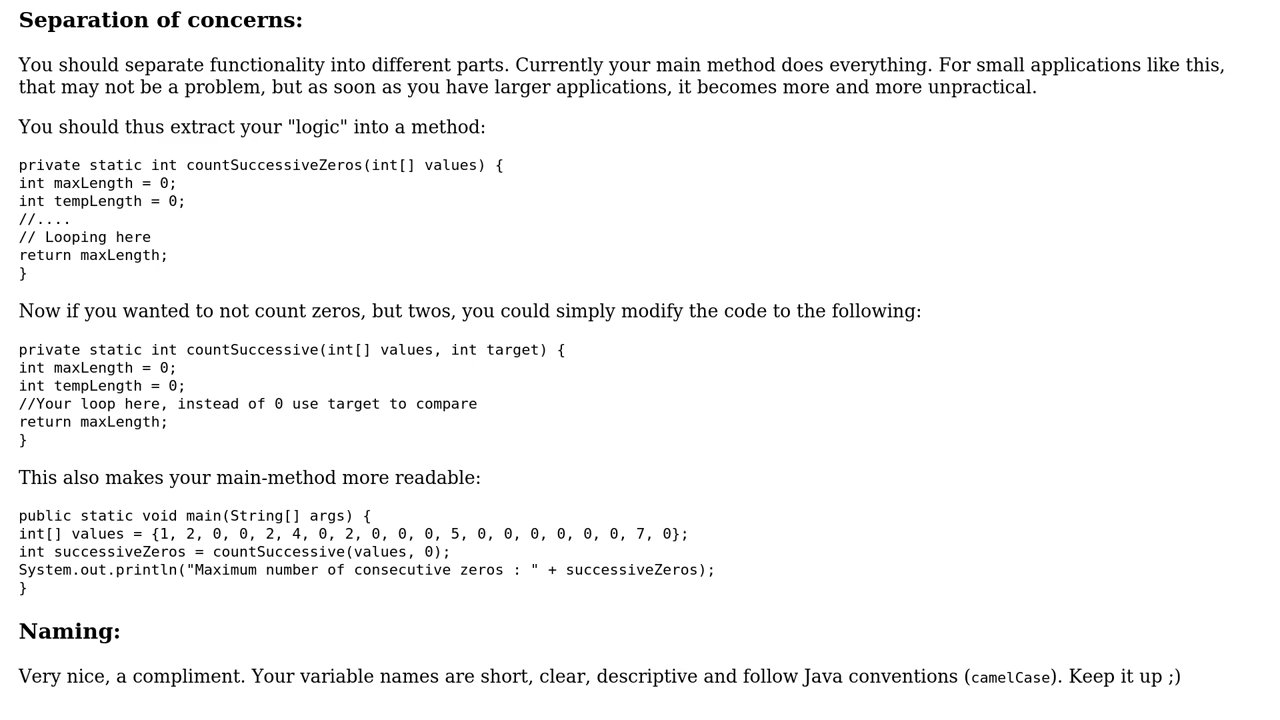 Separation of concerns:
You should separate functionality into different parts. Currently your main method does everything. For small applications like this,
that may not be a problem, but as soon as you have larger applications, it becomes more and more unpractical.
You should thus extract your "logic" into a method:
private static int countSuccessiveZeros(int[] values) {
int maxLength = 0;
int tempLength = 0;
//....
// Looping here
return maxLength;
}
Now if you wanted to not count zeros, but twos, you could simply modify the code to the following:
private static int countSuccessive(int[] values, int target) {
int maxLength = 0;
int tempLength = 0;
//Your loop here, instead of 0 use target to compare
return maxLength;
}
This also makes your main-method more readable:
public static void main(String[] args) {
int[] values = {1, 2, 0, 0, 2, 4, 0, 2, 0, 0, 0, 5, 0, 0, 0, 0, 0, 0, 7, 0};
int successiveZeros = countSuccessive(values, 0);
System.out.println("Maximum number of consecutive zeros : " + successiveZeros);
}
Naming:
Very nice, a compliment. Your variable names are short, clear, descriptive and follow Java conventions (camelCase). Keep it up ;)